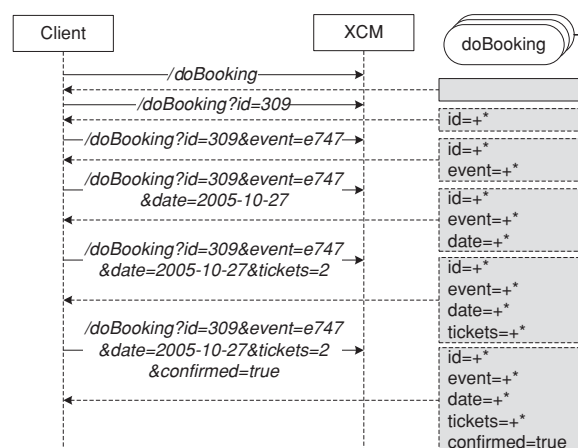 Client
XCM
doBooking
/doBooking
/doBooking?id=309
id=+*
/doBooking?id=309&event=e747
id=+*
event=+*
/doBooking?id=309&event=e747
&date=2005-10-27
id=+*
event=+*
date=+*
/doBooking?id=309&event=e747
&date=2005-10-27&tickets=2
id=+*
event=+*
date=+*
tickets=+*
/doBooking?id=309&event=e747
&date=2005-10-27&tickets=2
&confirmed=true
id=+*
event=+*
date=+*
tickets=+*
confirmed=true